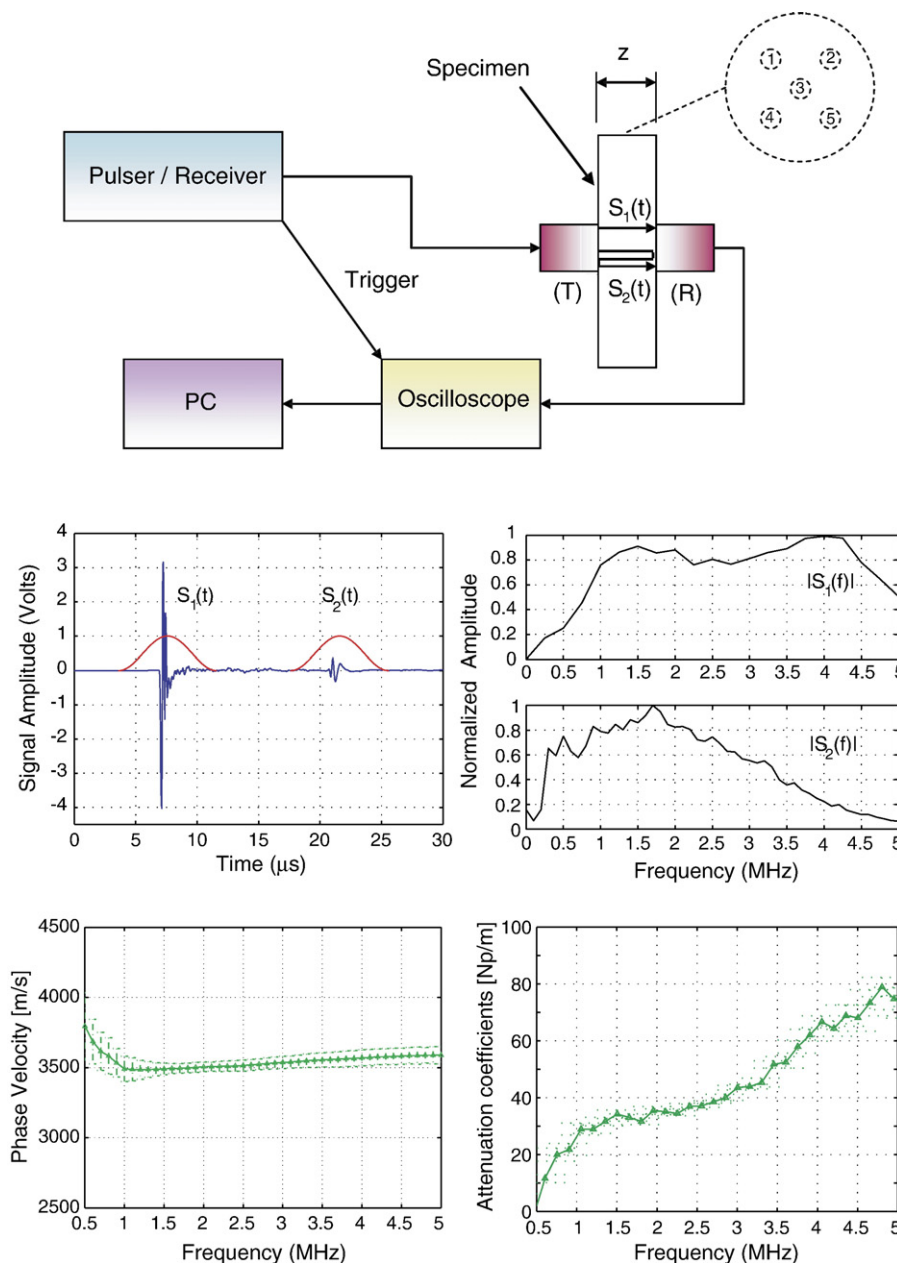 z
Specimen
1 2
3
4 5
Pulser / Receiver
S1(t)
Trigger
(T) S2(t) (R)
PC
Oscilloscope
Signal Amplitude (Volts)
4
3
2
1
0
-1
-2
-3
-4
S1(t) S2(t)
0 5 10 15 20 25 30
Time (μs)
Normalized Amplitude
1
0.8
0.6
0.4
0.2
0
|S1(f)|
0 0.5 1 1.5 2 2.5 3 3.5 4 4.5 5
1
0.8
0.6
0.4
0.2
0
|S2(f)|
0 0.5 1 1.5 2 2.5 3 3.5 4 4.5 5
Frequency (MHz)
Phase Velocity [m/s]
4500
4000
3500
3000
2500
0.5 1 1.5 2 2.5 3 3.5 4 4.5 5
Frequency (MHz)
Attenuation coefficients [Np/m]
100
80
60
40
20
0
0.5 1 1.5 2 2.5 3 3.5 4 4.5 5
Frequency (MHz)